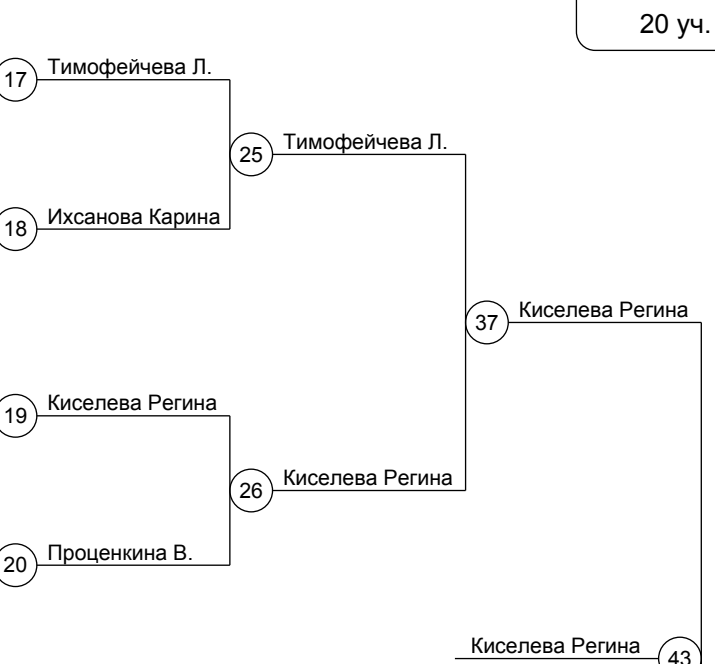 20 уч.
17 Тимофейчева Л.
25 Тимофейчева Л.
18 Ихсанова Карина
37 Киселева Регина
19 Киселева Регина
26 Киселева Регина
20 Проценкина В.
Киселева Регина 43